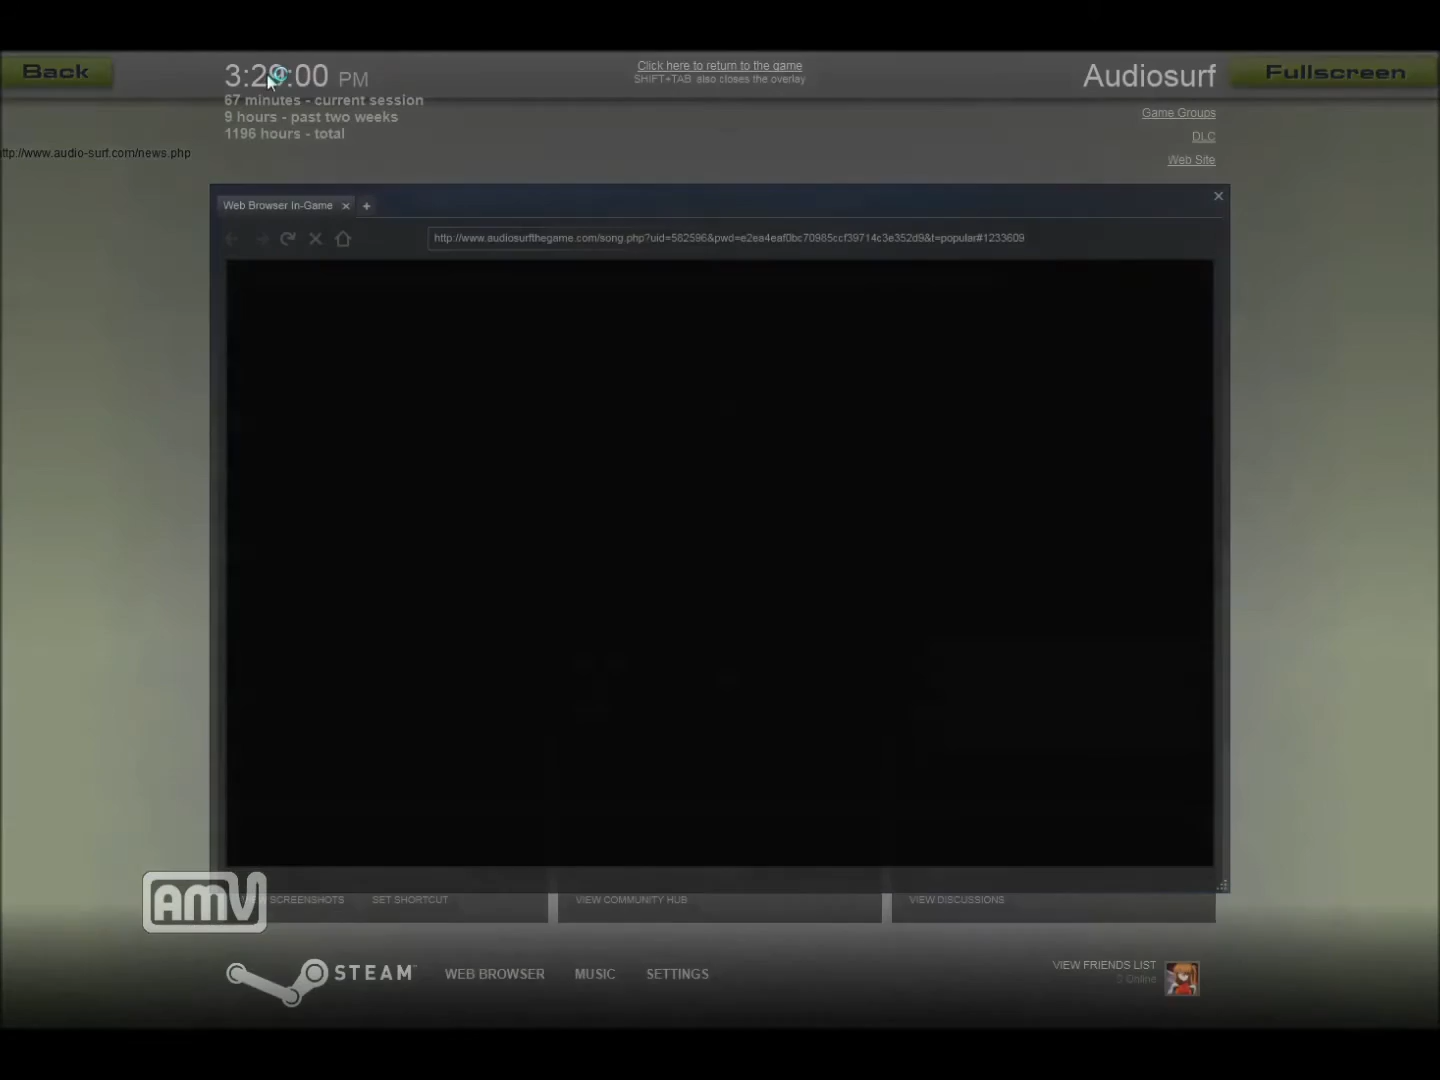 Back
3:29:00 PM
Click here to return to the game
SHIFT+TAB also closes the overlay
Audiosurf
Fullscreen
67 minutes - current session
9 hours - past two weeks
1196 hours - total
Game Groups
DLC
Web Site
ttp://www.audio-surf.com/news.php
Web Browser In-Game
http://www.audiosurfthegame.com/song.php?uid=582596&pwd=e2ea4eaf0bc70985ccf39714c3e352d9&t=popular#1233609
AMV
SCREENSHOTS
SET SHORTCUT
VIEW COMMUNITY HUB
VIEW DISCUSSIONS
STEAM
WEB BROWSER
MUSIC
SETTINGS
VIEW FRIENDS LIST
5 Online